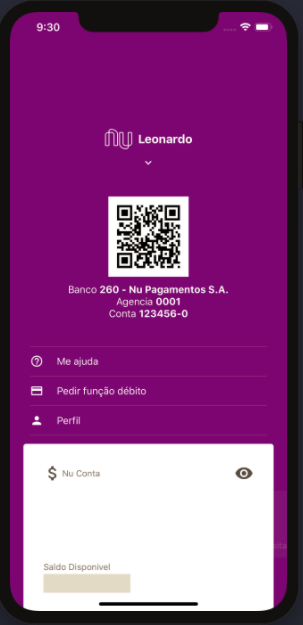 9:30
nu Leonardo
Banco 260 - Nu Pagamentos S.A.
Agencia 0001
Conta 123456-0
Me ajuda
Pedir função débito
Perfil
$ Nu Conta
Saldo Disponivel